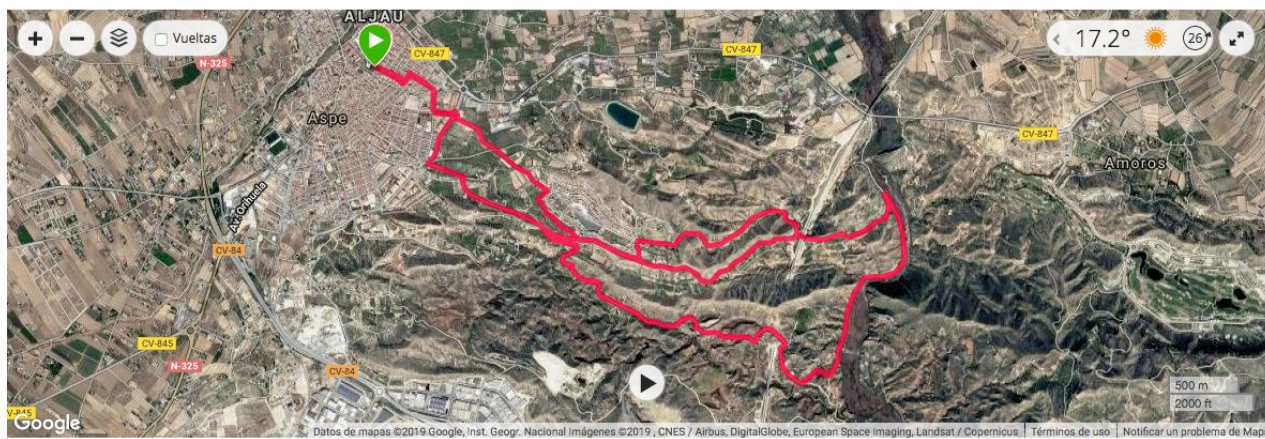 ALJAU
+ − Vueltas
17.2° 26
N-325
CV-847
CV-847
Aspe
CV-847
Amoros
Av. Orihuela
CV-84
CV-845
N-325
CV-84
500 m
2000 ft
CV-845
Google
Datos de mapas ©2019 Google, Inst. Geogr. Nacional Imágenes ©2019 , CNES / Airbus, DigitalGlobe, European Space Imaging, Landsat / Copernicus Términos de uso Notificar un problema de Map